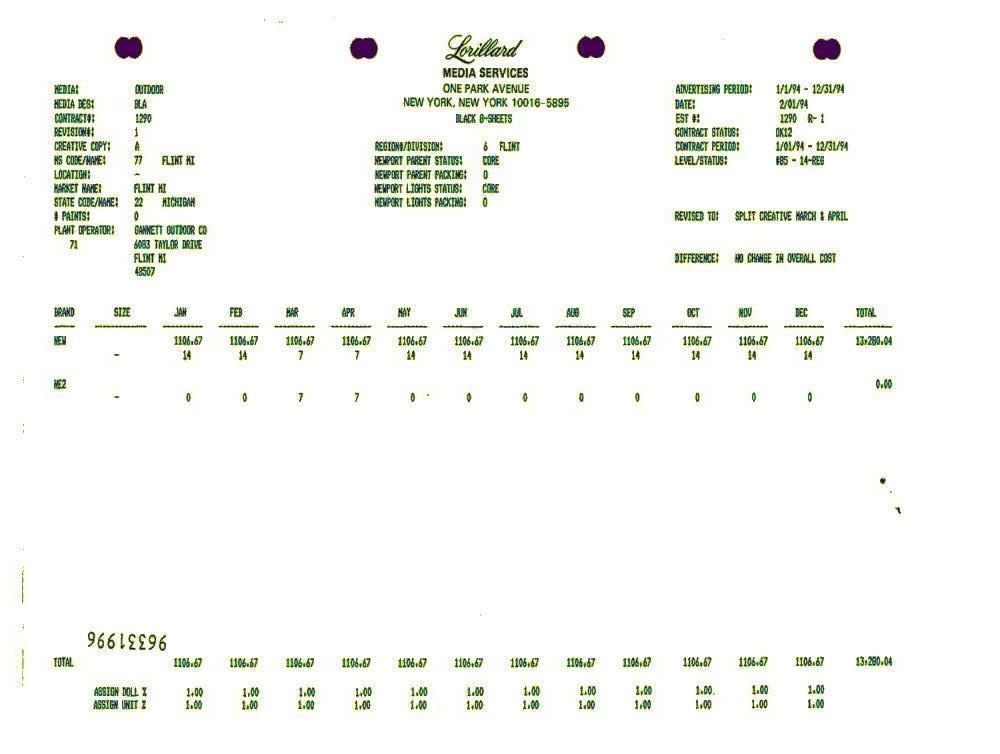 Lorillard
MEDIA SERVICES
ONE PARK AVENUE
NEW YORK, NEW YORK 10016-5895
BLACK 8-SHEETS
MEDIA: OUTDOOR
MEDIA DES: BLA
CONTRACT#: 1290
REVISION#: 1
CREATIVE COPY: A
MS CODE/NAME: 77 FLINT MI
LOCATION: -
MARKET NAME: FLINT MI
STATE CODE/NAME: 22 MICHIGAN
# PAINTS: 0
PLANT OPERATOR: GANNETT OUTDOOR CO
71 6083 TAYLOR DRIVE
FLINT MI
48507
REGION#/DIVISION: 6 FLINT
NEWPORT PARENT STATUS: CORE
NEWPORT PARENT PACKING: 0
NEWPORT LIGHTS STATUS: CORE
NEWPORT LIGHTS PACKING: 0
ADVERTISING PERIOD: 1/1/94 - 12/31/94
DATE: 2/01/94
EST #: 1290 R- 1
CONTRACT STATUS: OK12
CONTRACT PERIOD: 1/01/94 - 12/31/94
LEVEL/STATUS: #85 - 14-REG
REVISED TO: SPLIT CREATIVE MARCH & APRIL
DIFFERENCE: NO CHANGE IN OVERALL COST
BRAND SIZE JAN FEB MAR APR MAY JUN JUL AUG SEP OCT NOV DEC TOTAL
NEW 1106.67 1106.67 1106.67 1106.67 1106.67 1106.67 1106.67 1106.67 1106.67 1106.67 1106.67 1106.67 13,280.04
- 14 14 7 7 14 14 14 14 14 14 14 14
NE2 0.00
- 0 0 7 7 0 0 0 0 0 0 0 0
96631996
TOTAL 1106.67 1106.67 1106.67 1106.67 1106.67 1106.67 1106.67 1106.67 1106.67 1106.67 1106.67 1106.67 13,280.04
ASSIGN DOLL % 1.00 1.00 1.00 1.00 1.00 1.00 1.00 1.00 1.00 1.00 1.00 1.00
ASSIGN UNIT % 1.00 1.00 1.00 1.00 1.00 1.00 1.00 1.00 1.00 1.00 1.00 1.00